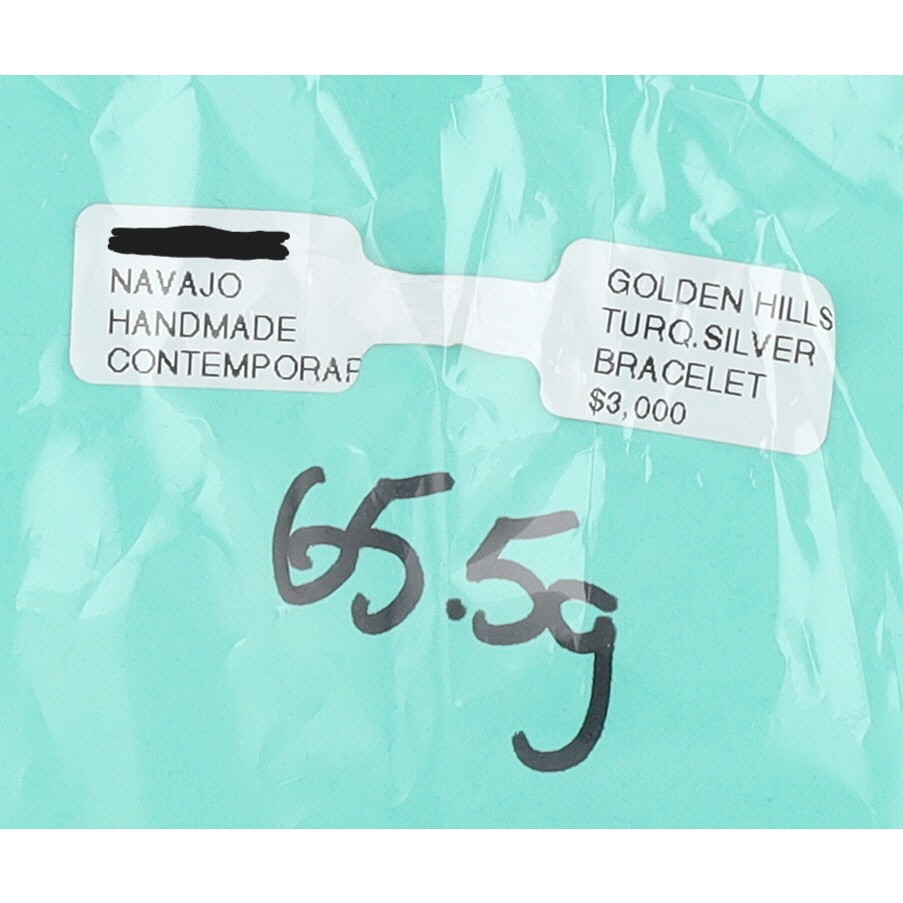 NAVAJO
HANDMADE
CONTEMPORAR
GOLDEN HILLS
TURQ.SILVER
BRACELET
$3,000
65.5g